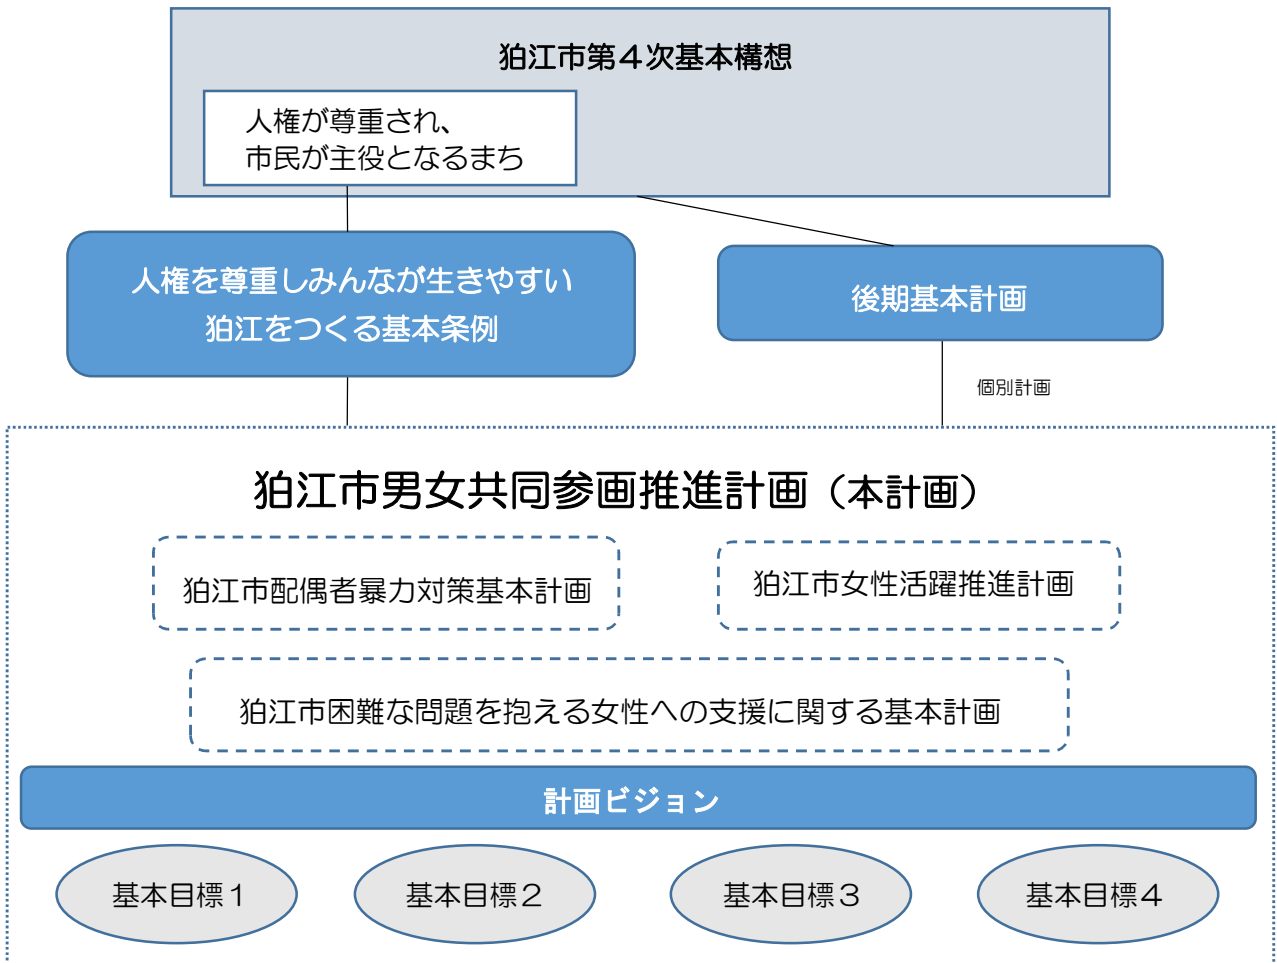 狛江市第４次基本構想
人権が尊重され、
市民が主役となるまち
人権を尊重しみんなが生きやすい
狛江をつくる基本条例
後期基本計画
個別計画
狛江市男女共同参画推進計画（本計画）
狛江市配偶者暴力対策基本計画
狛江市女性活躍推進計画
狛江市困難な問題を抱える女性への支援に関する基本計画
計画ビジョン
基本目標１
基本目標２
基本目標３
基本目標４